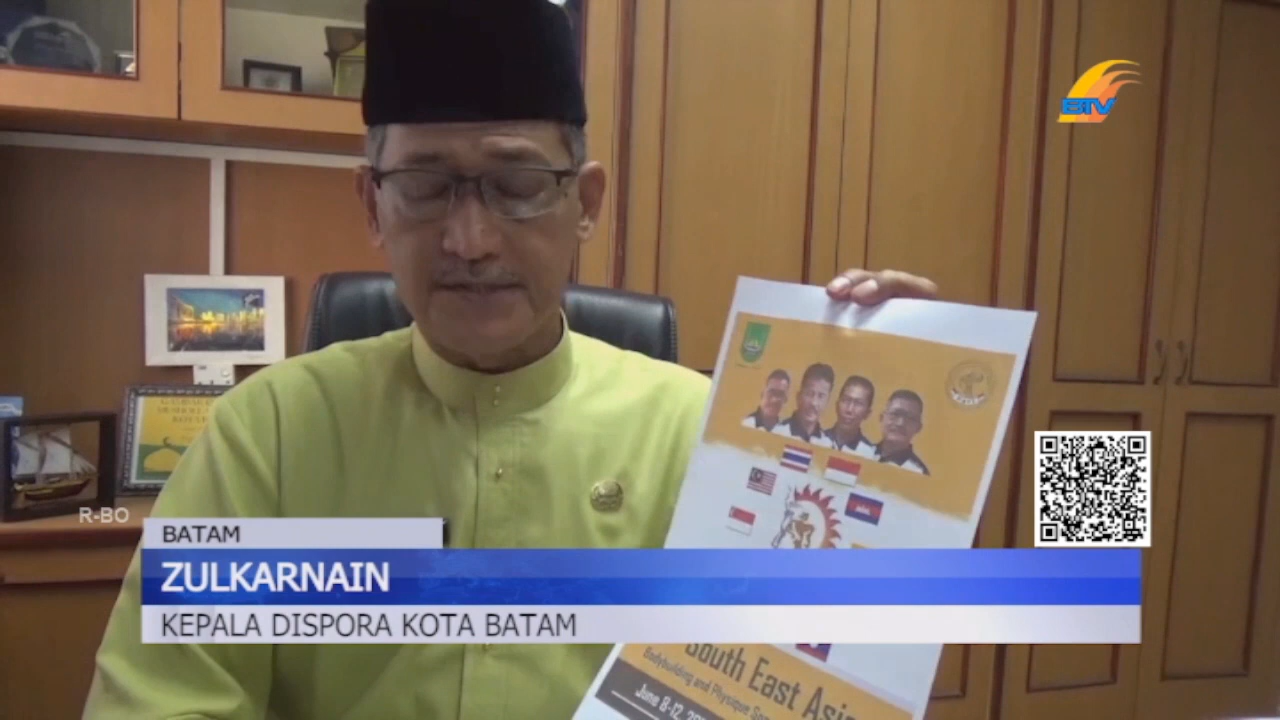 BTV
R-BO
BATAM
ZULKARNAIN
KEPALA DISPORA KOTA BATAM
South East Asia
Bodybuilding and Physique
June 8-12,